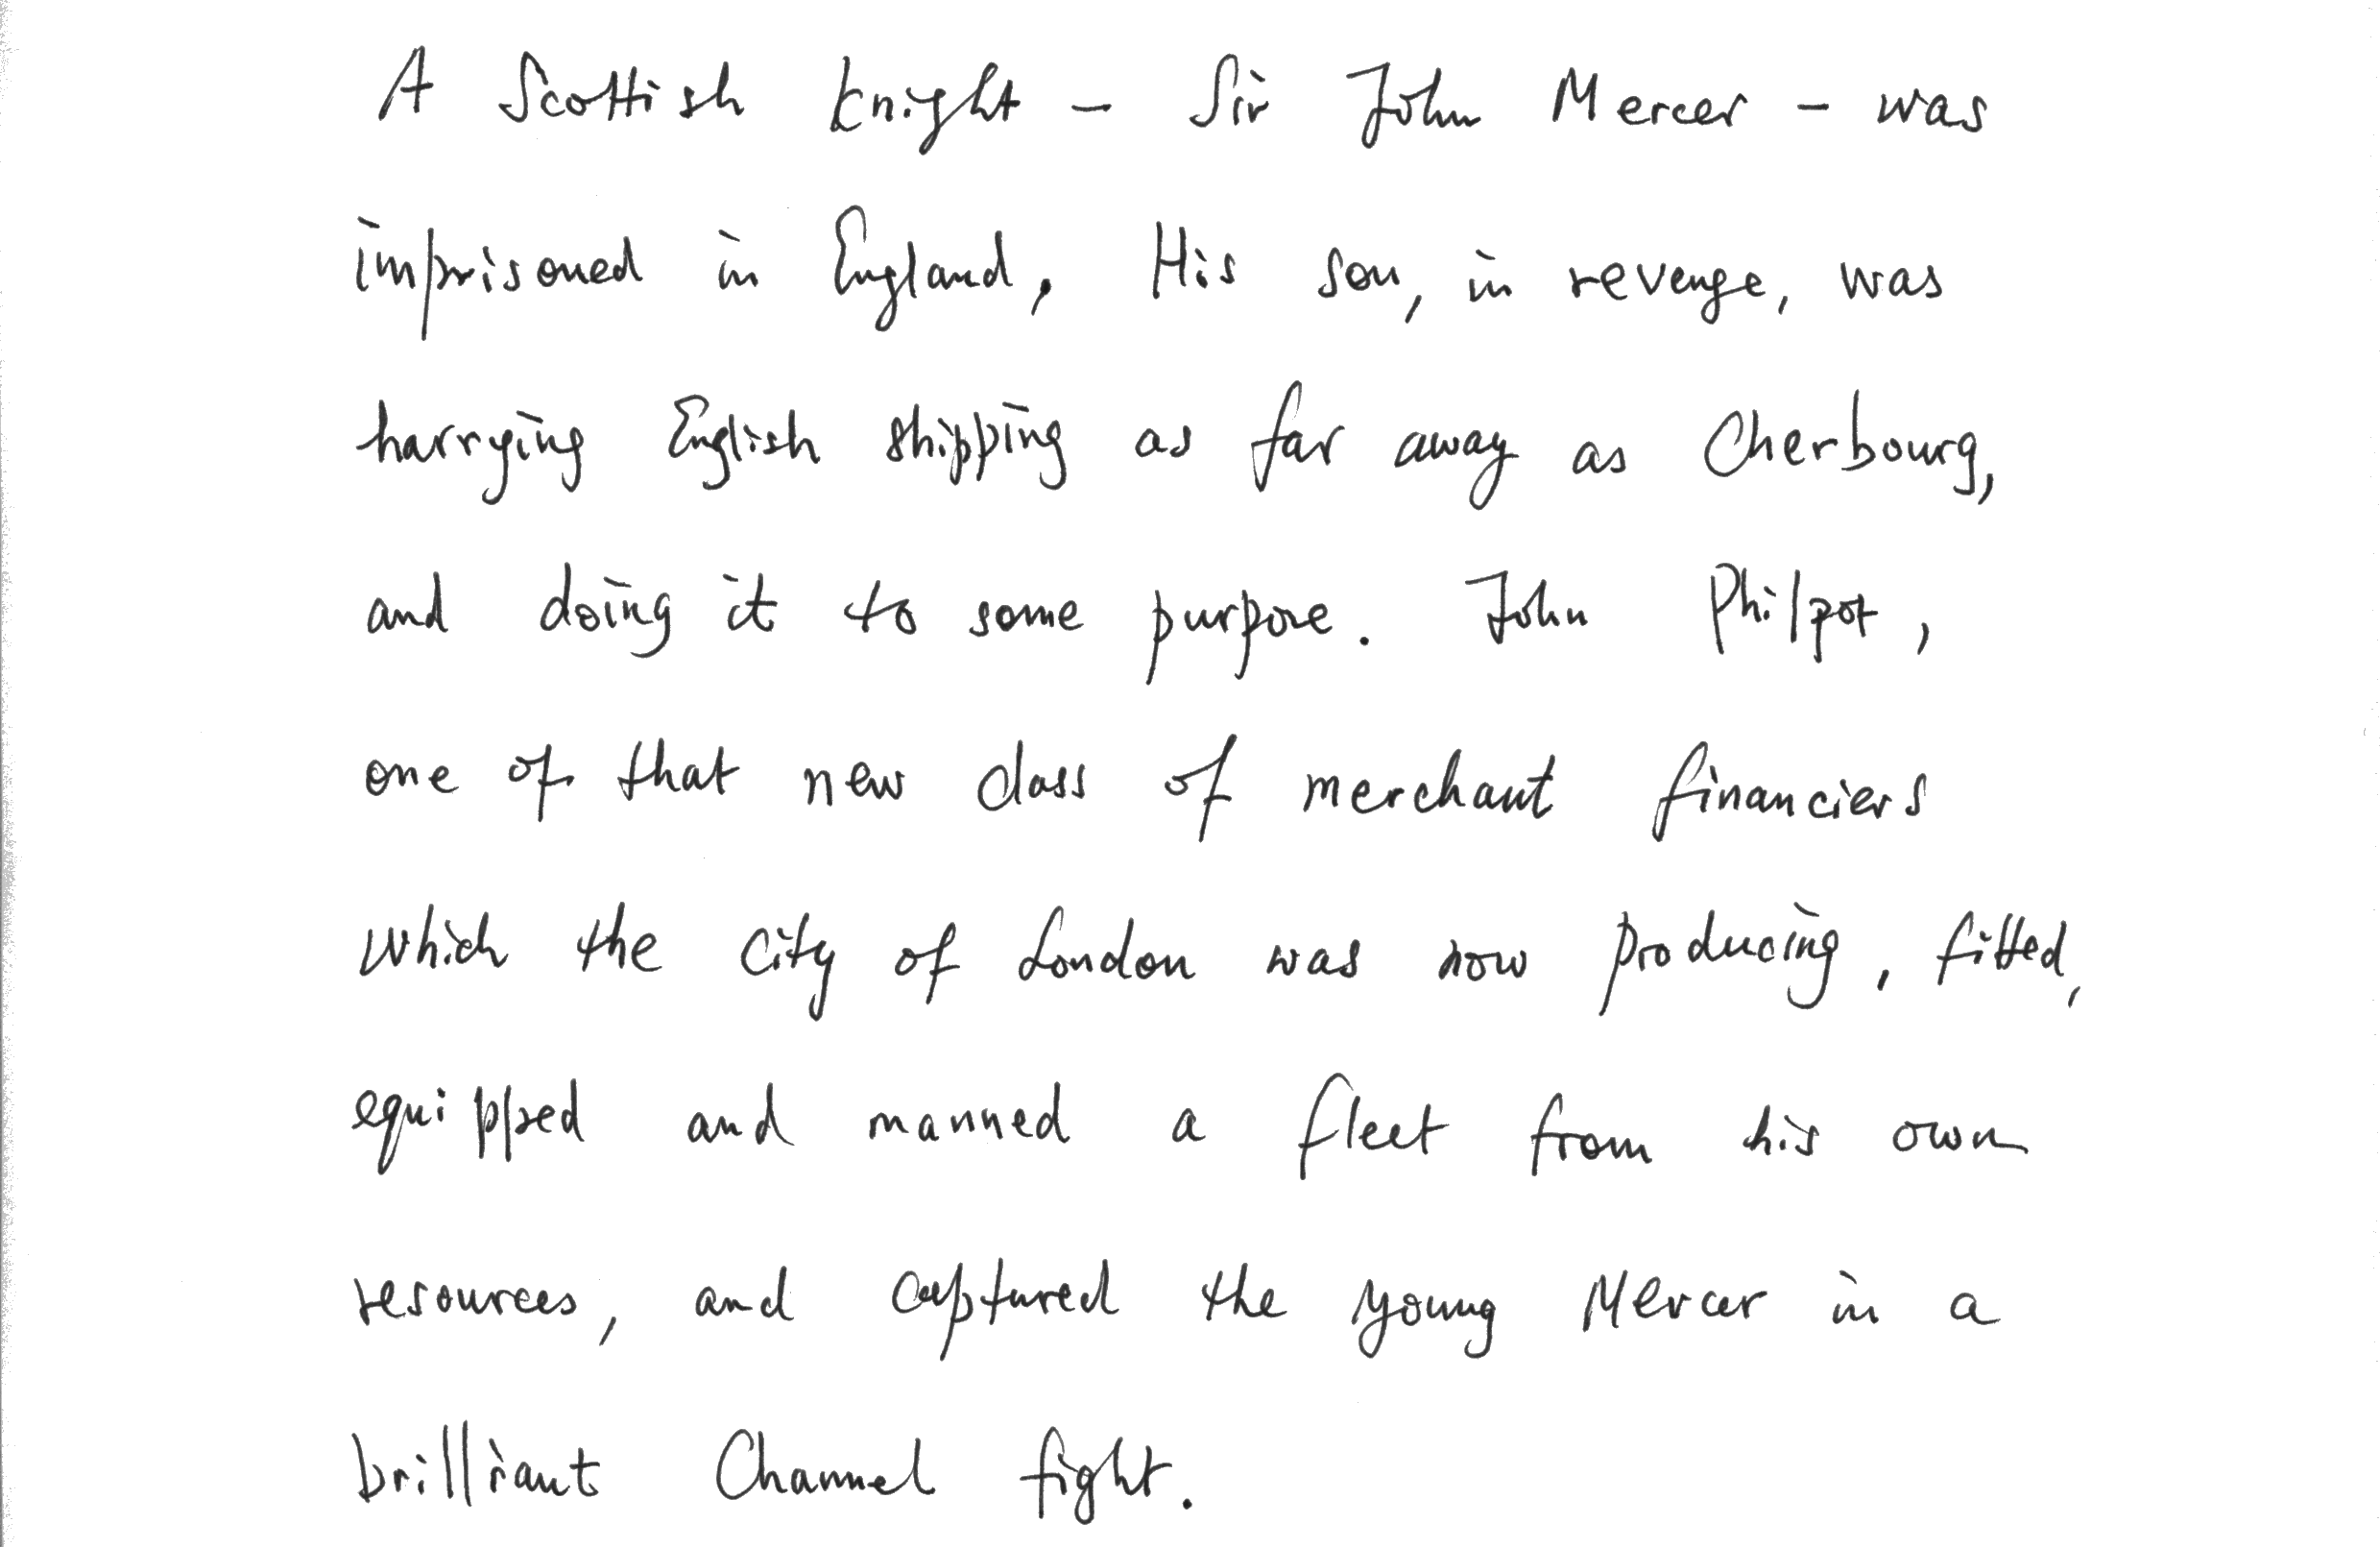 A Scottish knight - Sir John Mercer - was
imprisoned in England. His son, in revenge, was
harrying English shipping as far away as Cherbourg,
and doing it to some purpose. John Philpot,
one of that new class of merchant financiers
which the City of London was now producing, fitted,
equipped and manned a fleet from his own
resources, and captured the young Mercer in a
brilliant Channel fight.